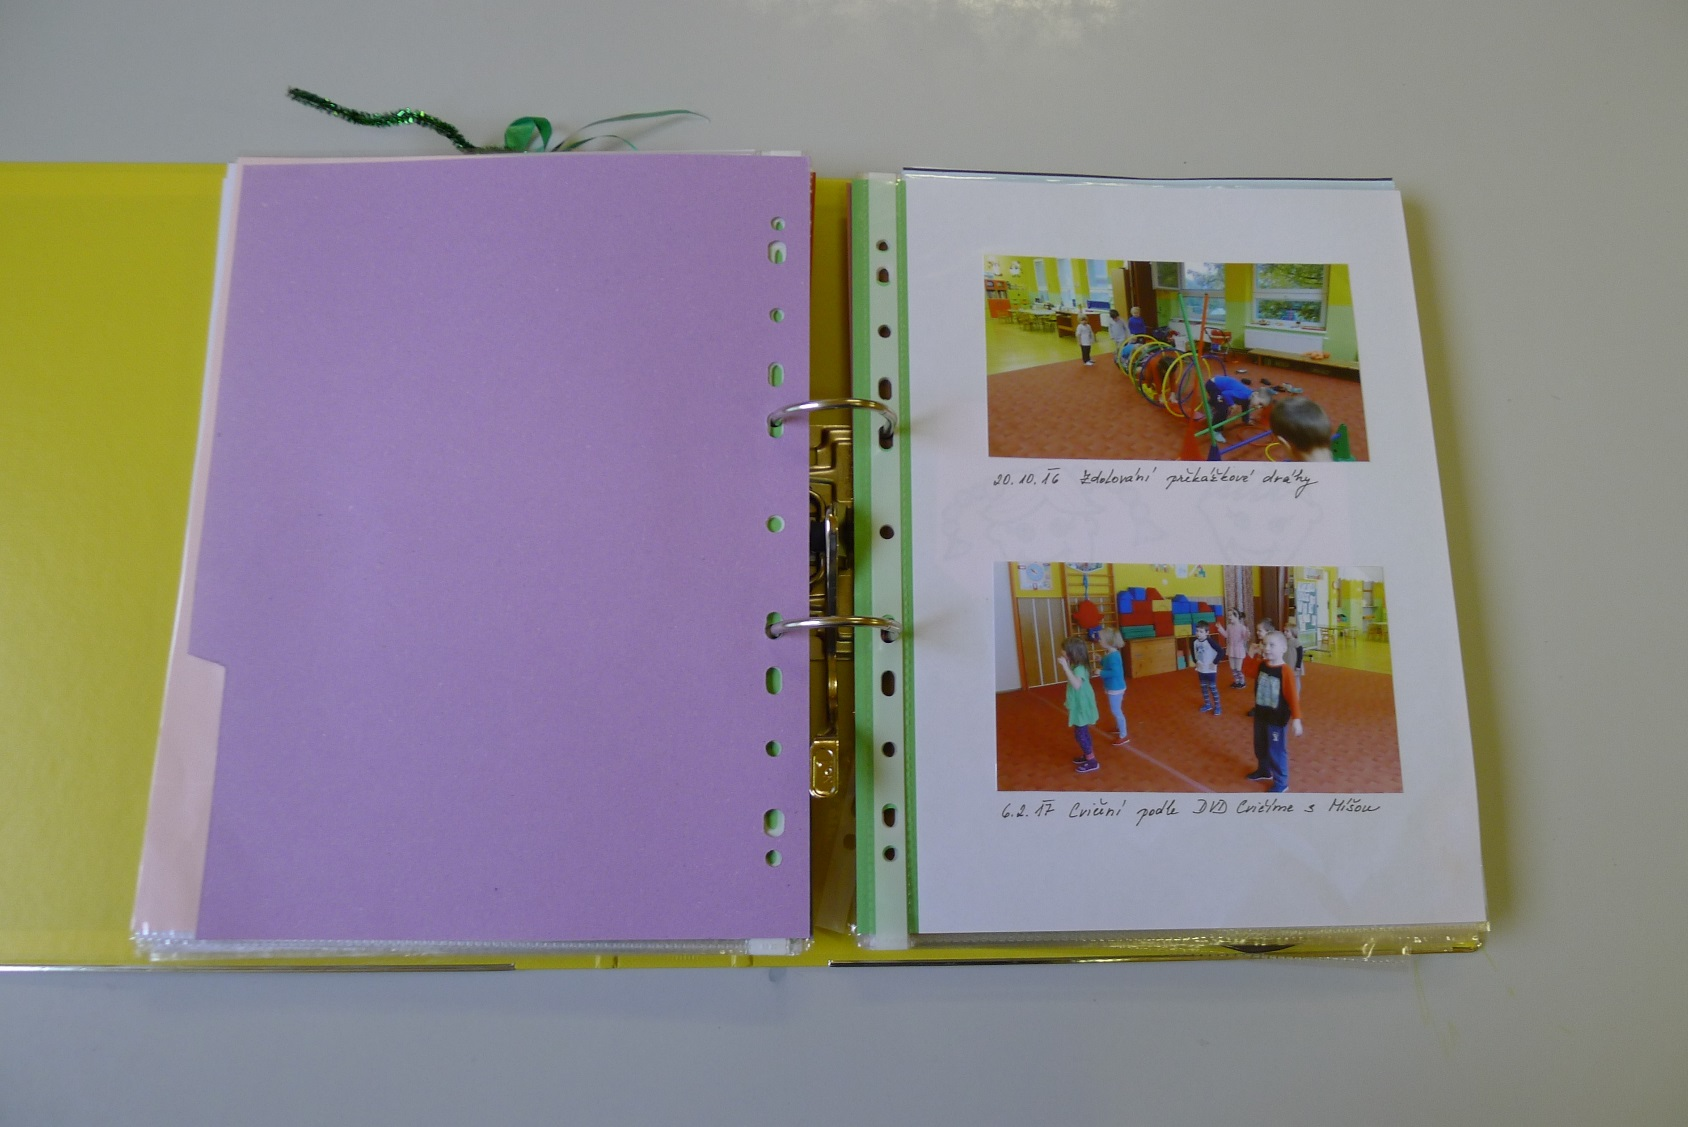 20.10.16 Zdolování překážkové dráhy
6.2.17 Cvičení podle DVD Cvičíme s Míšou